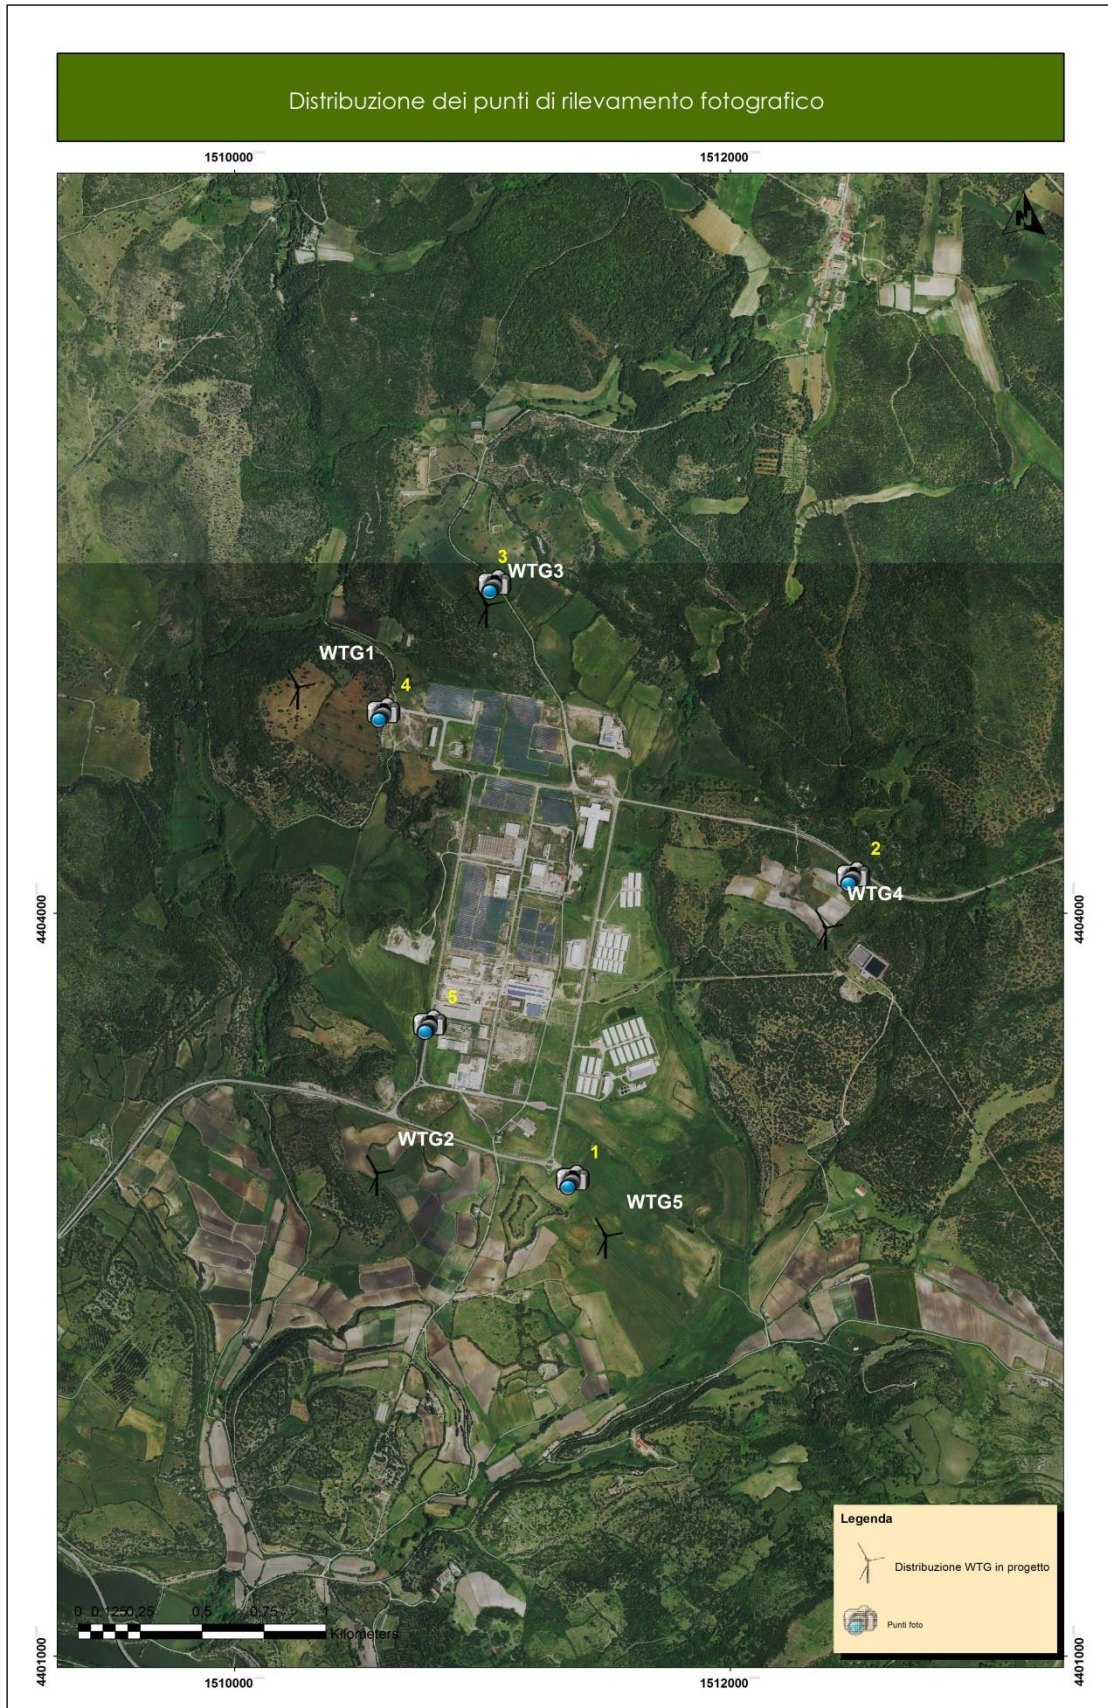 Distribuzione dei punti di rilevamento fotografico
1510000
1512000
N
3
WTG3
WTG1
4
2
WTG4
4404000
4404000
5
WTG2
1
WTG5
Legenda
Distribuzione WTG in progetto
Punti foto
0 0,125 0,25 0,5 0,75 1
Kilometers
4401000
4401000
1510000
1512000